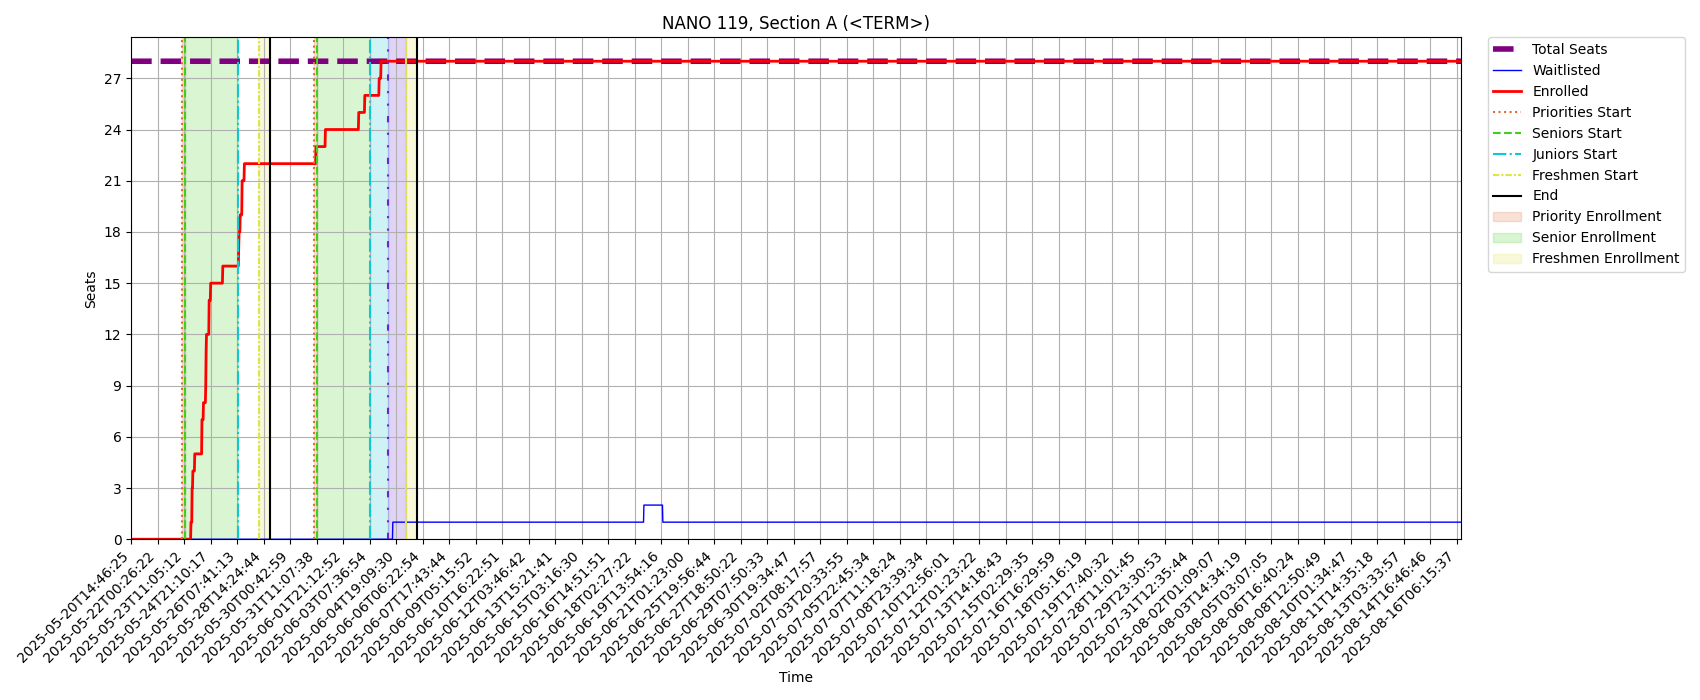 NANO 119, Section A (<TERM>)
Total Seats
Waitlisted
Enrolled
Priorities Start
Seniors Start
Juniors Start
Freshmen Start
End
Priority Enrollment
Senior Enrollment
Freshmen Enrollment
Seats
27
24
21
18
15
12
9
6
3
0
2025-05-20T14:46:25
2025-05-22T00:26:22
2025-05-23T11:05:12
2025-05-24T21:10:17
2025-05-26T07:41:13
2025-05-28T14:24:44
2025-05-30T00:42:59
2025-05-31T11:07:38
2025-06-01T21:12:52
2025-06-03T07:36:54
2025-06-04T19:09:30
2025-06-06T06:22:54
2025-06-07T17:43:44
2025-06-09T05:15:52
2025-06-10T16:22:51
2025-06-12T03:46:42
2025-06-13T15:21:41
2025-06-15T03:16:30
2025-06-16T14:51:51
2025-06-18T02:27:22
2025-06-19T13:54:16
2025-06-21T01:23:00
2025-06-25T19:56:44
2025-06-27T18:50:22
2025-06-29T07:50:33
2025-06-30T19:34:47
2025-07-02T08:17:57
2025-07-03T20:33:55
2025-07-05T22:45:34
2025-07-07T11:18:24
2025-07-08T23:39:34
2025-07-10T12:56:01
2025-07-12T01:23:22
2025-07-13T14:18:43
2025-07-15T02:29:35
2025-07-16T16:29:59
2025-07-18T05:16:19
2025-07-19T17:40:32
2025-07-28T11:01:45
2025-07-29T23:30:53
2025-07-31T12:35:44
2025-08-02T01:09:07
2025-08-03T14:34:19
2025-08-05T03:07:05
2025-08-06T16:40:24
2025-08-08T12:50:49
2025-08-10T01:34:47
2025-08-11T14:35:18
2025-08-13T03:33:57
2025-08-14T16:46:46
2025-08-16T06:15:37
Time